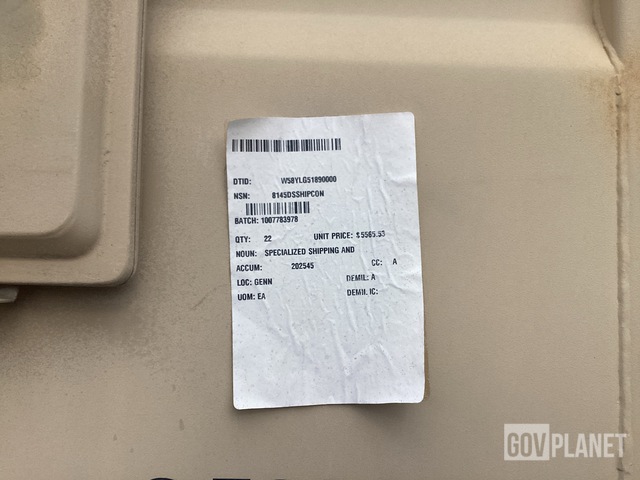 DTID: W58YLG51890000
NSN: 8145DSSHIPCON
BATCH: 1007783978
QTY: 22 UNIT PRICE: $ 5565.53
NOUN: SPECIALIZED SHIPPING AND
ACCUM: 202545 CC: A
LOC: GENN DEMIL: A
UOM: EA DEMIL IC:
GOVPLANET